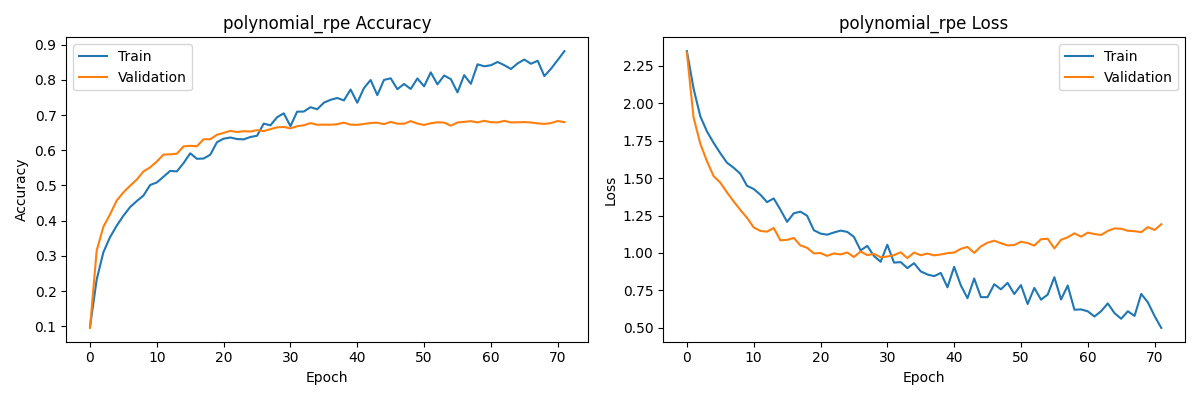 polynomial_rpe Accuracy
Train
Validation
0.9
0.8
0.7
0.6
0.5
0.4
0.3
0.2
0.1
Accuracy
0 10 20 30 40 50 60 70
Epoch
polynomial_rpe Loss
Train
Validation
2.25
2.00
1.75
1.50
1.25
1.00
0.75
0.50
Loss
0 10 20 30 40 50 60 70
Epoch